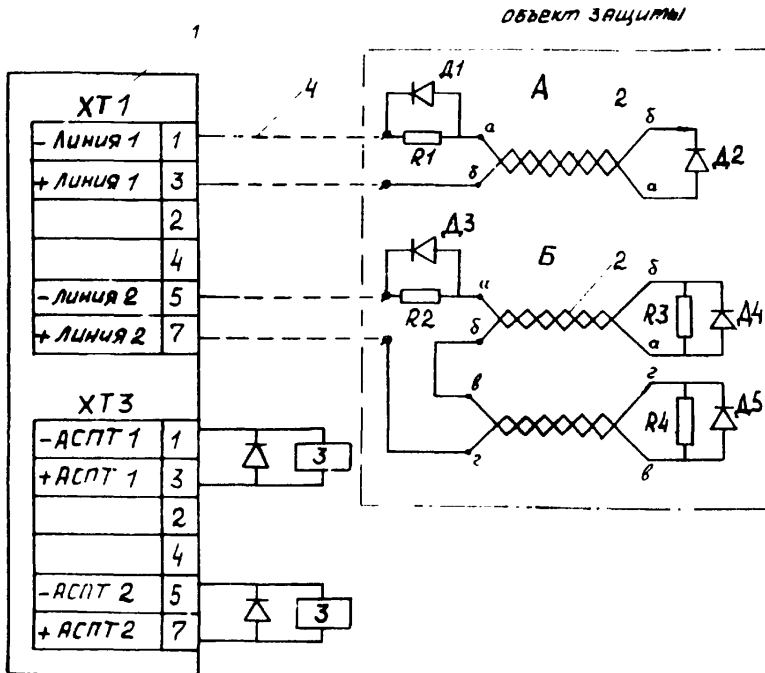 объект защиты
1
XT1
- Линия 1 1
+ Линия 1 3
2
4
- Линия 2 5
+ Линия 2 7
XT3
- АСПТ 1 1
+ АСПТ 1 3
2
4
- АСПТ 2 5
+ АСПТ 2 7
3
3
4
Д1
R1
А
2
а
б
б
а
Д2
Д3
R2
Б
2
и
б
б
а
R3
Д4
в
г
г
в
R4
Д5